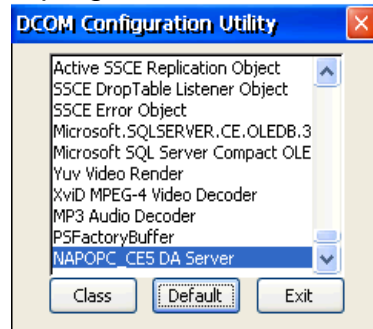 DCOM Configuration Utility
Active SSCE Replication Object
SSCE DropTable Listener Object
SSCE Error Object
Microsoft.SQLSERVER.CE.OLEDB.3
Microsoft SQL Server Compact OLE
Yuv Video Render
XviD MPEG-4 Video Decoder
MP3 Audio Decoder
PSFactoryBuffer
NAPOPC_CE5 DA Server
Class Default Exit